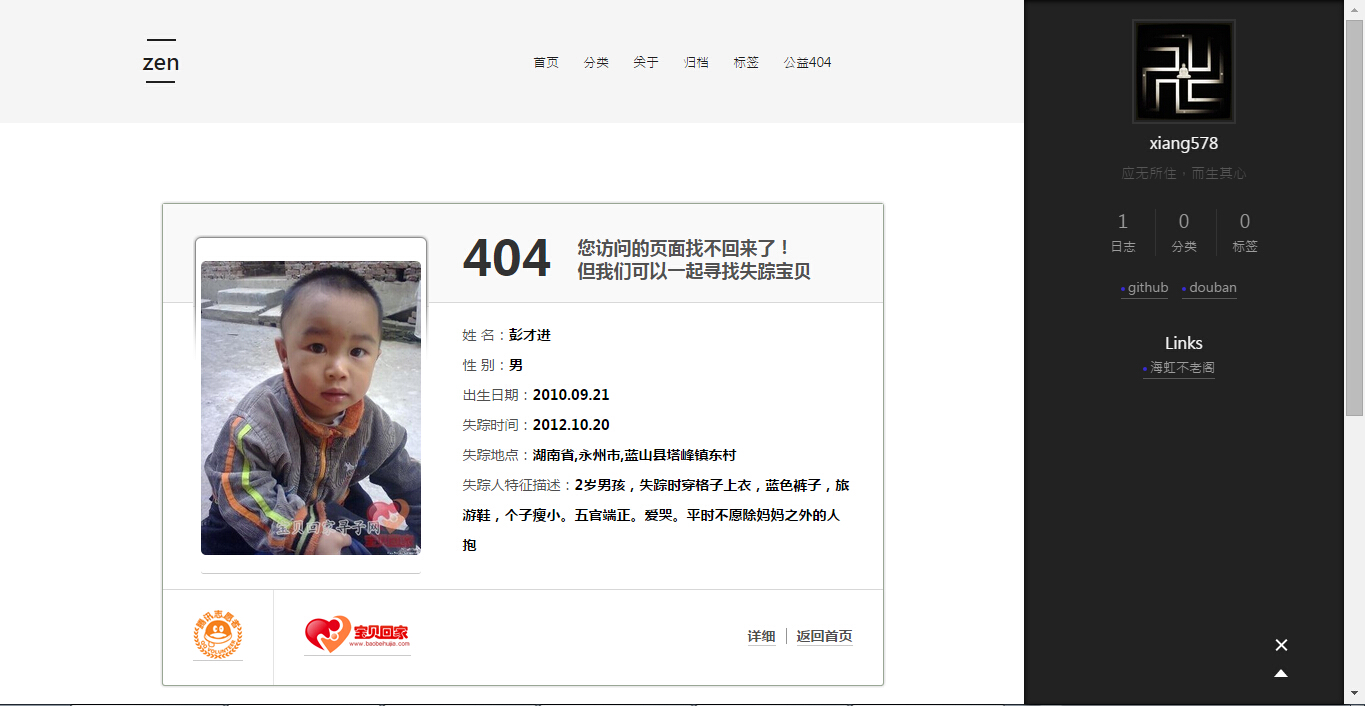 zen
首页 分类 关于 归档 标签 公益404
404
您访问的页面找不回来了！
但我们可以一起寻找失踪宝贝
姓 名：彭才进
性 别：男
出生日期：2010.09.21
失踪时间：2012.10.20
失踪地点：湖南省,永州市,蓝山县塔峰镇东村
失踪人特征描述：2岁男孩，失踪时穿格子上衣，蓝色裤子，旅
游鞋，个子瘦小。五官端正。爱哭。平时不愿除妈妈之外的人
抱
宝贝回家寻子网
腾讯志愿者
QQ VOLUNTEER
宝贝回家
www.baobeihuijia.com
详细 返回首页
xiang578
应无所住，而生其心
1 0 0
日志 分类 标签
github douban
Links
海虹不老阁